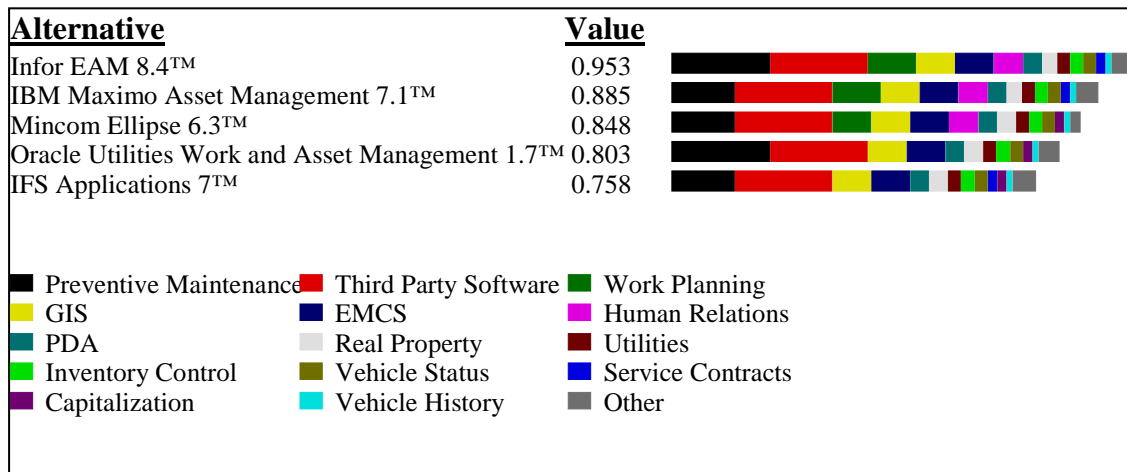 Alternative Value
Infor EAM 8.4™ 0.953
IBM Maximo Asset Management 7.1™ 0.885
Mincom Ellipse 6.3™ 0.848
Oracle Utilities Work and Asset Management 1.7™ 0.803
IFS Applications 7™ 0.758
Preventive Maintenance Third Party Software Work Planning
GIS EMCS Human Relations
PDA Real Property Utilities
Inventory Control Vehicle Status Service Contracts
Capitalization Vehicle History Other